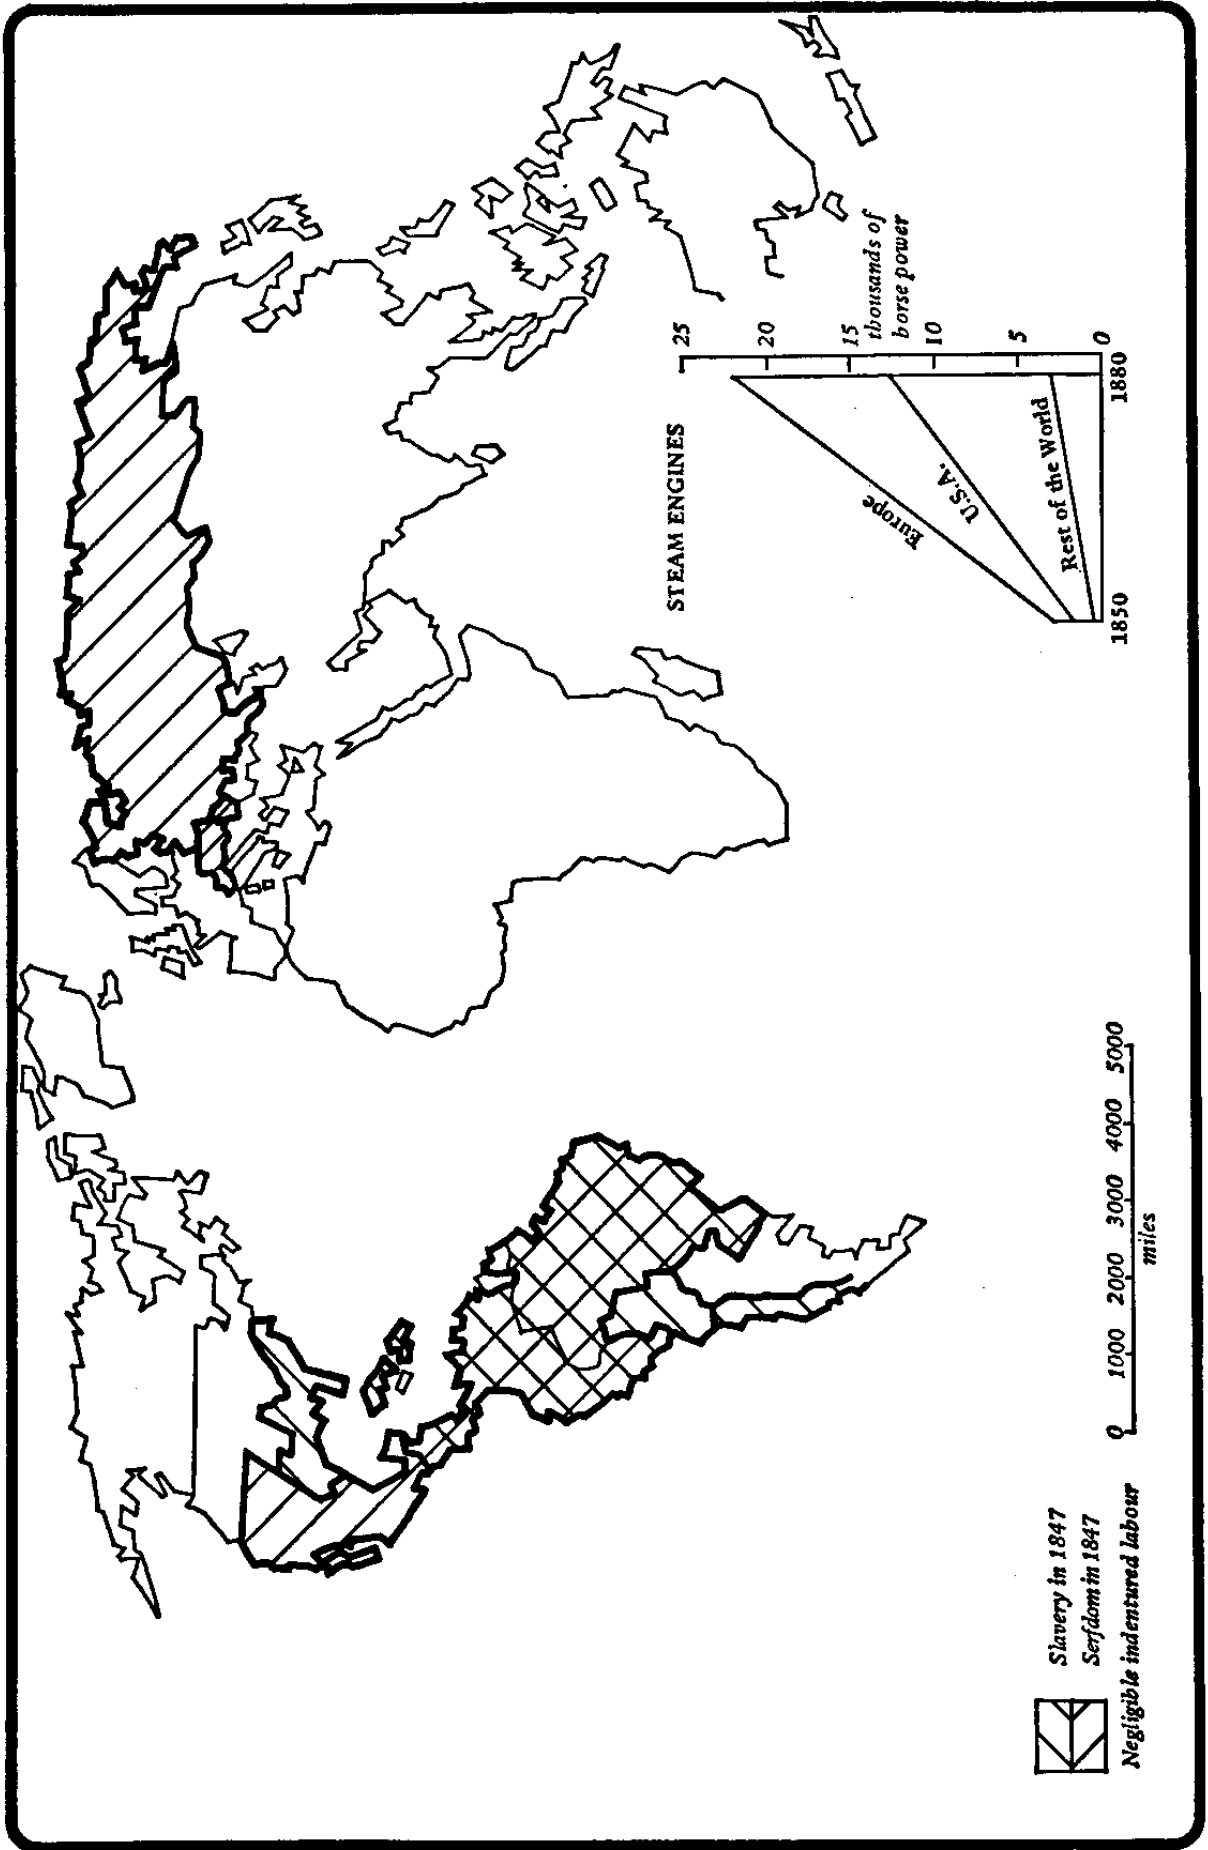 STEAM ENGINES
25
20
15
thousands of
horse power
10
5
0
Europe
U.S.A.
Rest of the World
1850
1880
0
1000
2000
3000
4000
5000
miles
Slavery in 1847
Serfdom in 1847
Negligible indentured labour